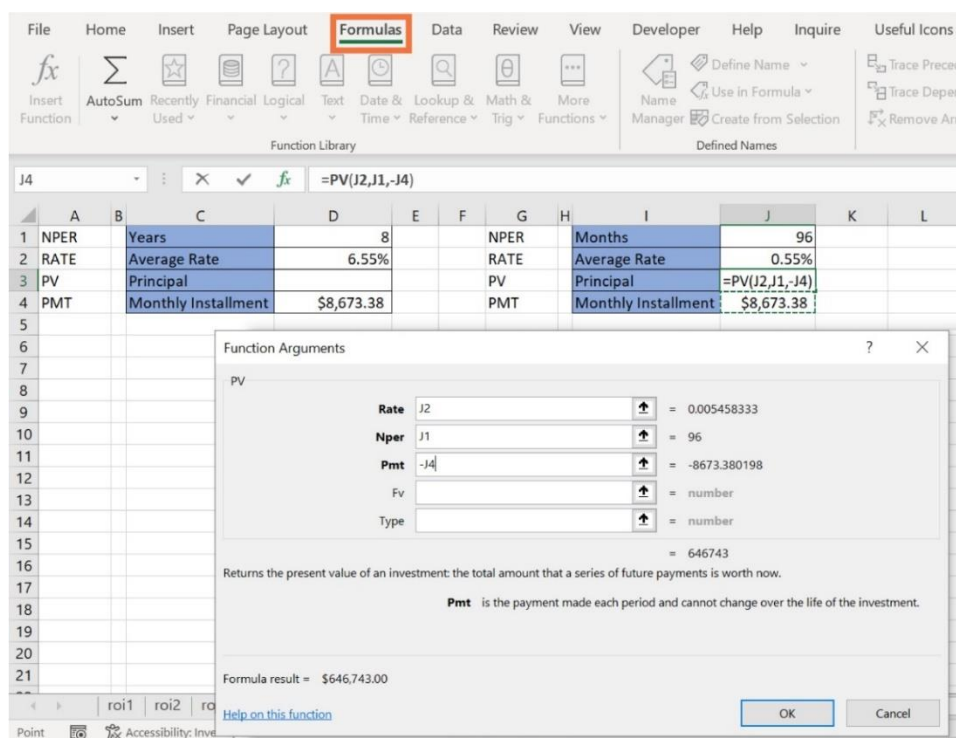 File Home Insert Page Layout Formulas Data Review View Developer Help Inquire Useful Icons
fx
Insert Function
AutoSum
Recently Used
Financial
Logical
Text
Date & Time
Lookup & Reference
Math & Trig
More Functions
Name Manager
Define Name
Use in Formula
Create from Selection
Function Library
Defined Names
J4 fx =PV(J2,J1,-J4)
A B C D E F G H I J K L
1 NPER Years 8 NPER Months 96
2 RATE Average Rate 6.55% RATE Average Rate 0.55%
3 PV Principal PV Principal =PV(J2,J1,-J4)
4 PMT Monthly Installment $8,673.38 PMT Monthly Installment $8,673.38
5
6
7
8
9
10
11
12
13
14
15
16
17
18
19
20
21
Function Arguments ? 
PV
Rate J2 = 0.005458333
Nper J1 = 96
Pmt -J4 = -8673.380198
Fv = number
Type = number
= 646743
Returns the present value of an investment: the total amount that a series of future payments is worth now.
Pmt is the payment made each period and cannot change over the life of the investment.
Formula result = $646,743.00
Help on this function
OK Cancel
roi1 roi2
Point Accessibility: